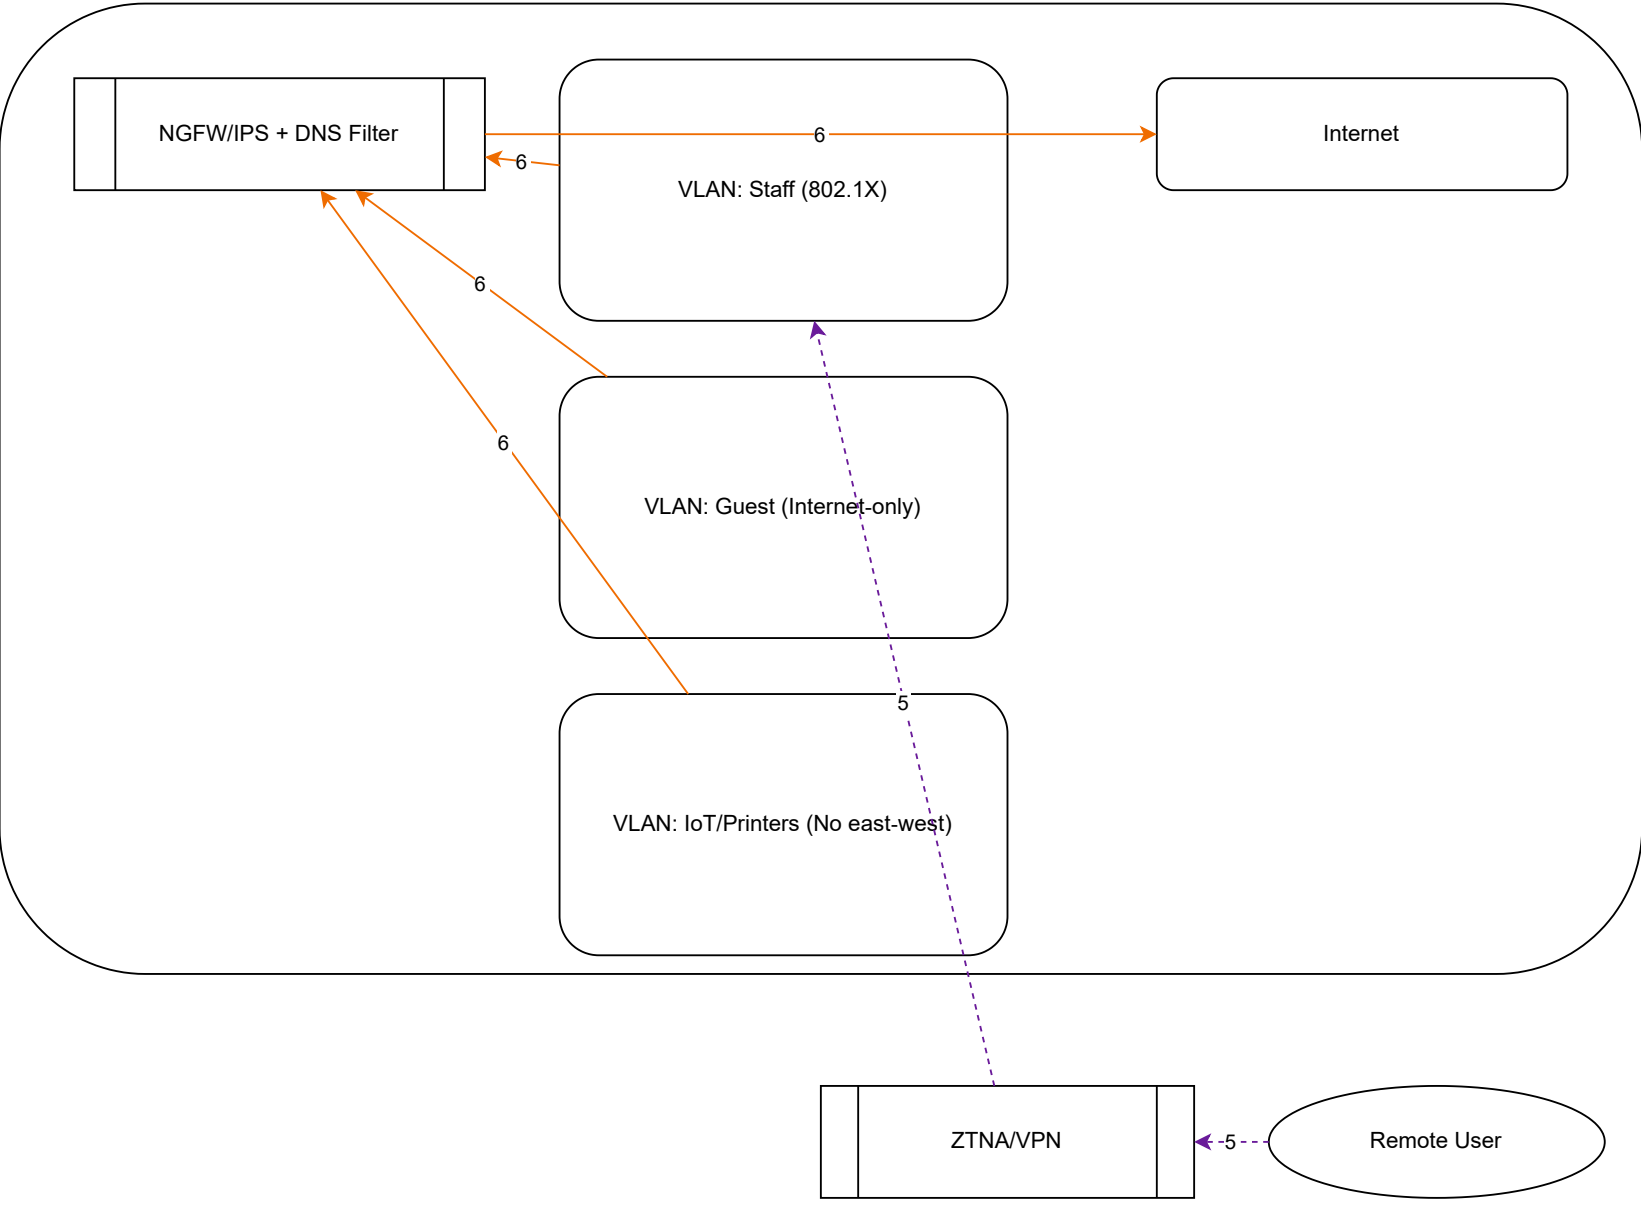 NGFW/IPS + DNS Filter
6
Internet
6
VLAN: Staff (802.1X)
6
6
VLAN: Guest (Internet-only)
5
VLAN: IoT/Printers (No east-west)
ZTNA/VPN
5
Remote User